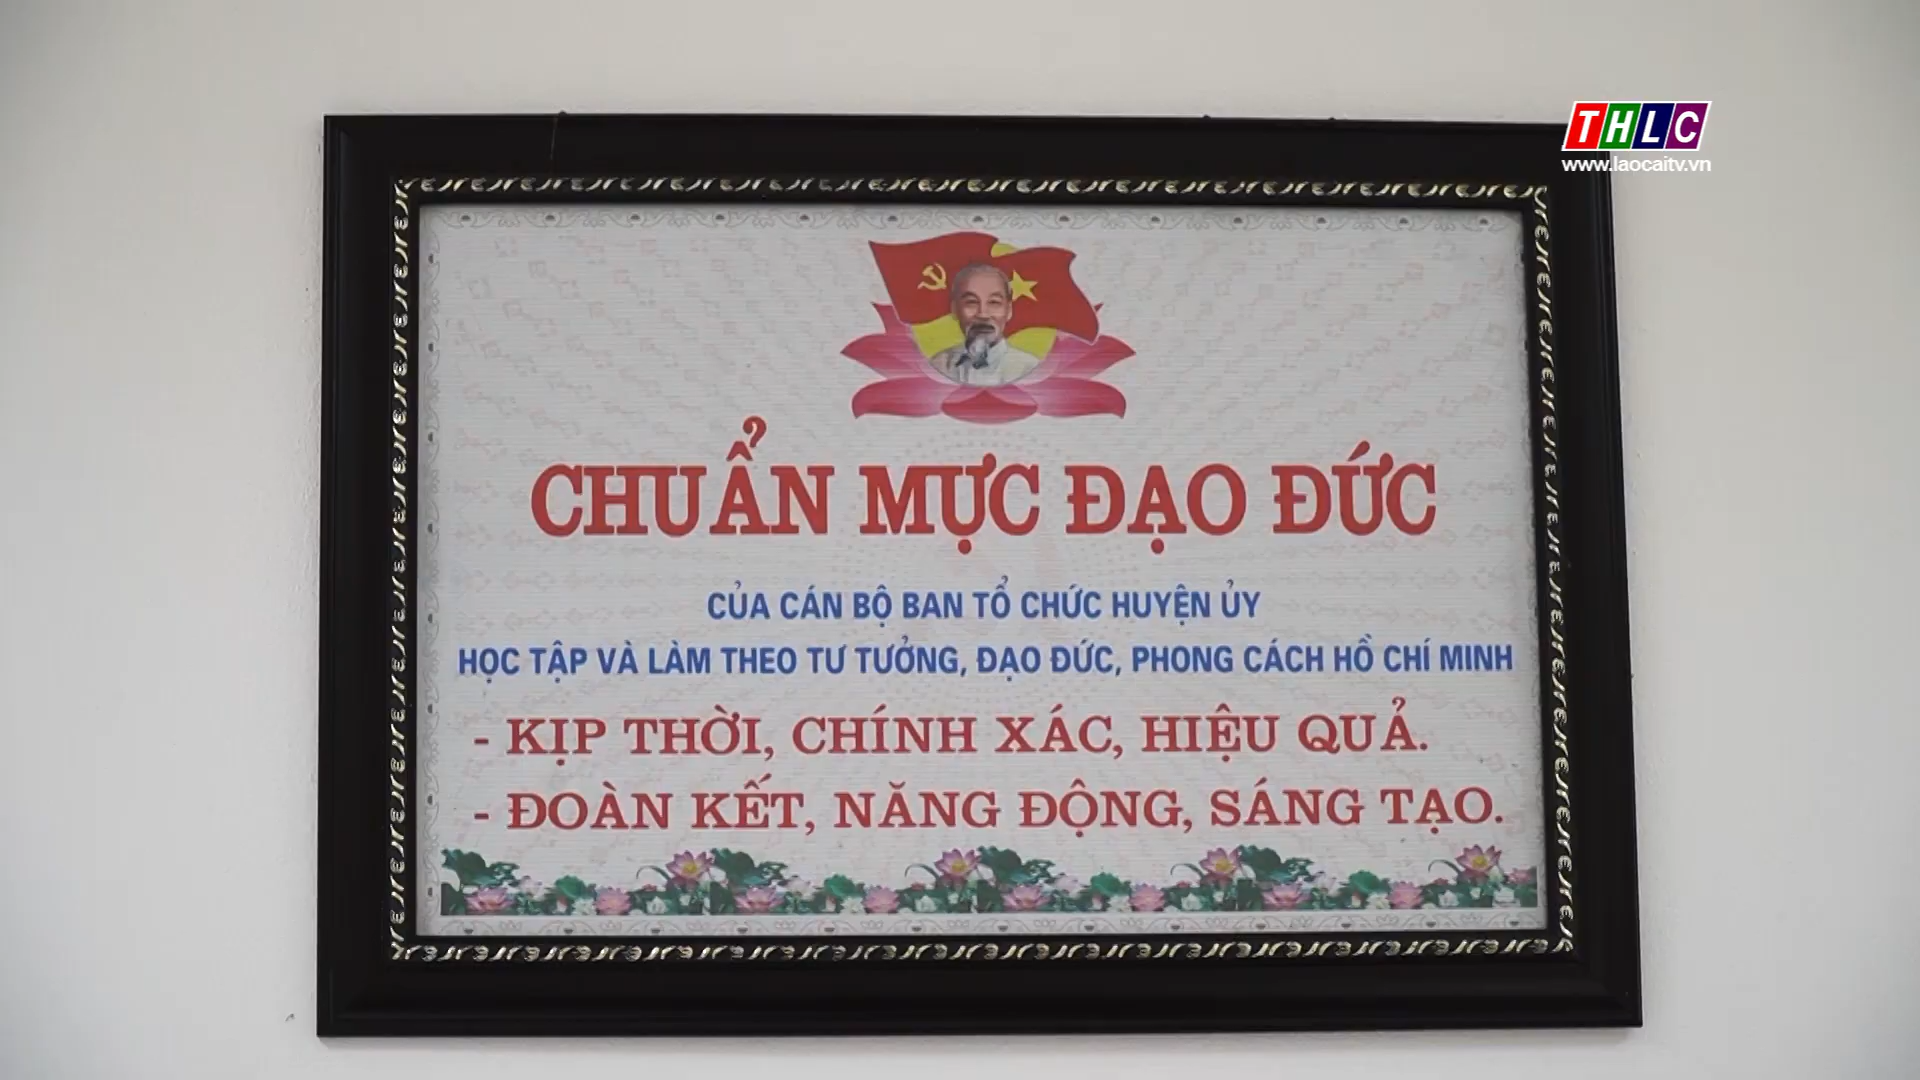 THLC
www.laocaitv.vn
CHUẨN MỰC ĐẠO ĐỨC
CỦA CÁN BỘ BAN TỔ CHỨC HUYỆN ỦY
HỌC TẬP VÀ LÀM THEO TƯ TƯỞNG, ĐẠO ĐỨC, PHONG CÁCH HỒ CHÍ MINH
- KỊP THỜI, CHÍNH XÁC, HIỆU QUẢ.
- ĐOÀN KẾT, NĂNG ĐỘNG, SÁNG TẠO.